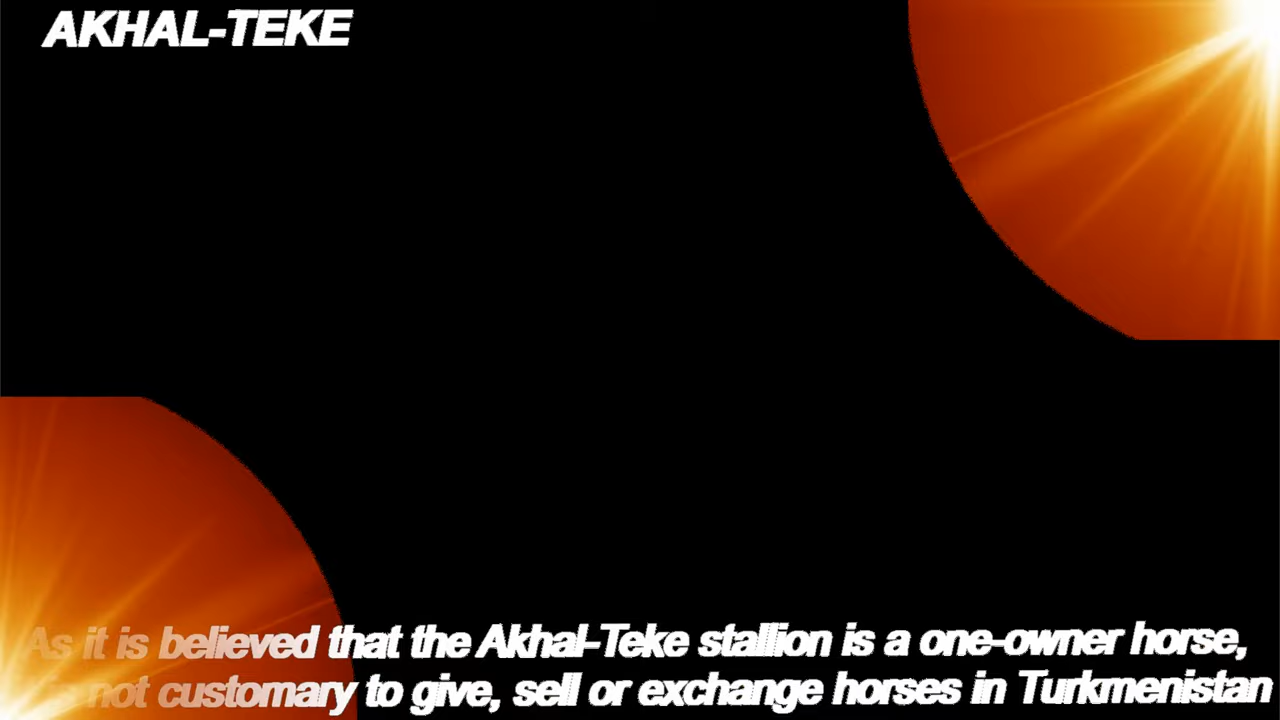 AKHAL-TEKE
As it is believed that the Akhal-Teke stallion is a one-owner horse,
not customary to give, sell or exchange horses in Turkmenistan